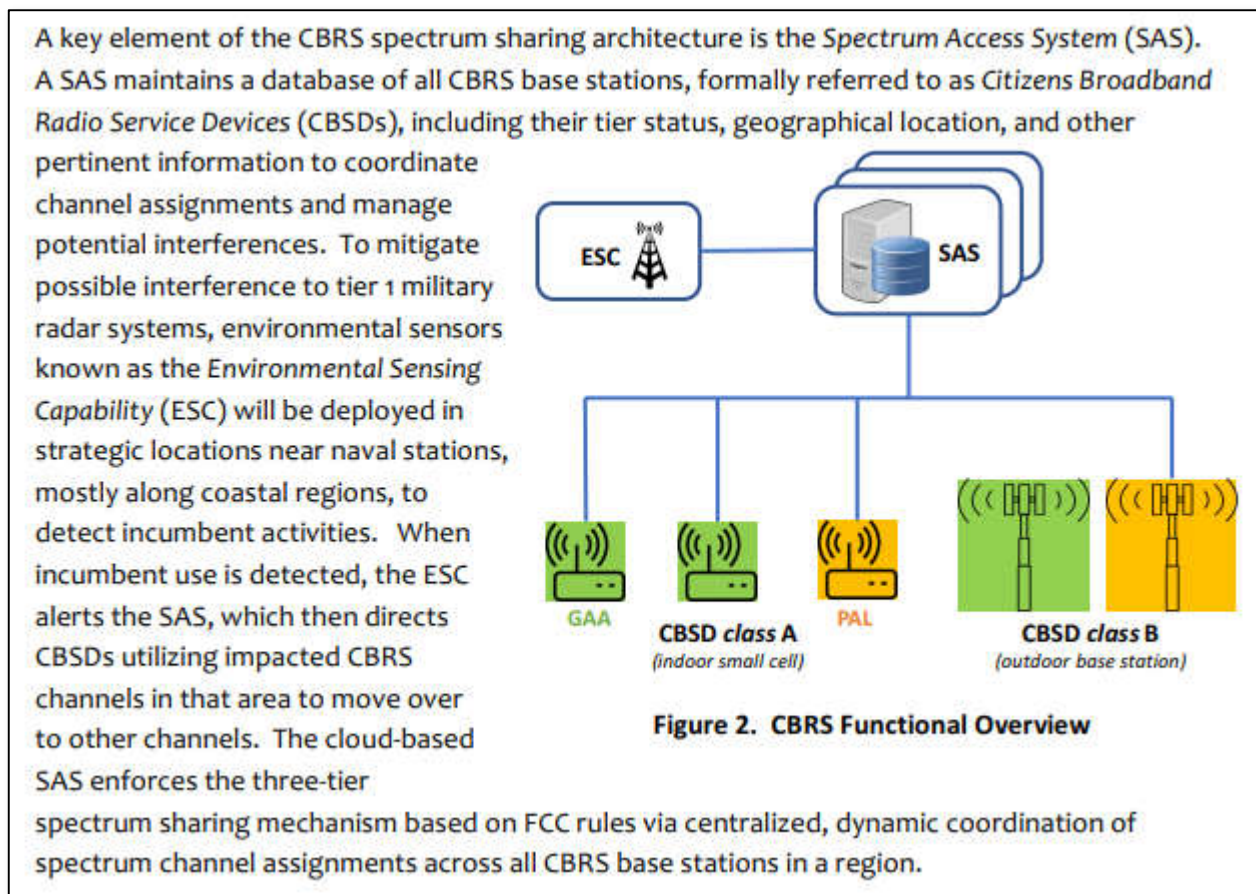 A key element of the CBRS spectrum sharing architecture is the Spectrum Access System (SAS).
A SAS maintains a database of all CBRS base stations, formally referred to as Citizens Broadband
Radio Service Devices (CBSDs), including their tier status, geographical location, and other
pertinent information to coordinate
channel assignments and manage
potential interferences.  To mitigate
possible interference to tier 1 military
radar systems, environmental sensors
known as the Environmental Sensing
Capability (ESC) will be deployed in
strategic locations near naval stations,
mostly along coastal regions, to
detect incumbent activities.   When
incumbent use is detected, the ESC
alerts the SAS, which then directs
CBSDs utilizing impacted CBRS
channels in that area to move over
to other channels.  The cloud-based
SAS enforces the three-tier
spectrum sharing mechanism based on FCC rules via centralized, dynamic coordination of
spectrum channel assignments across all CBRS base stations in a region.
ESC
SAS
GAA
PAL
CBSD class A
(indoor small cell)
CBSD class B
(outdoor base station)
Figure 2.  CBRS Functional Overview